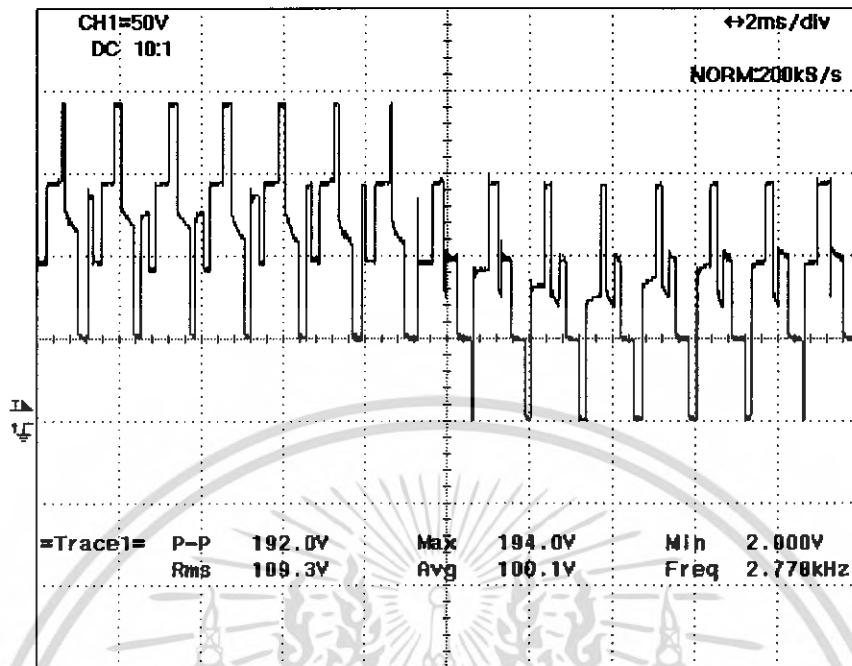 CH1=50V
DC 10:1
↔2ms/div
NORM:200kS/s
=Trace1= P-P 192.0V Max 194.0V Min 2.000V
Rms 109.3V Avg 100.1V Freq 2.778kHz